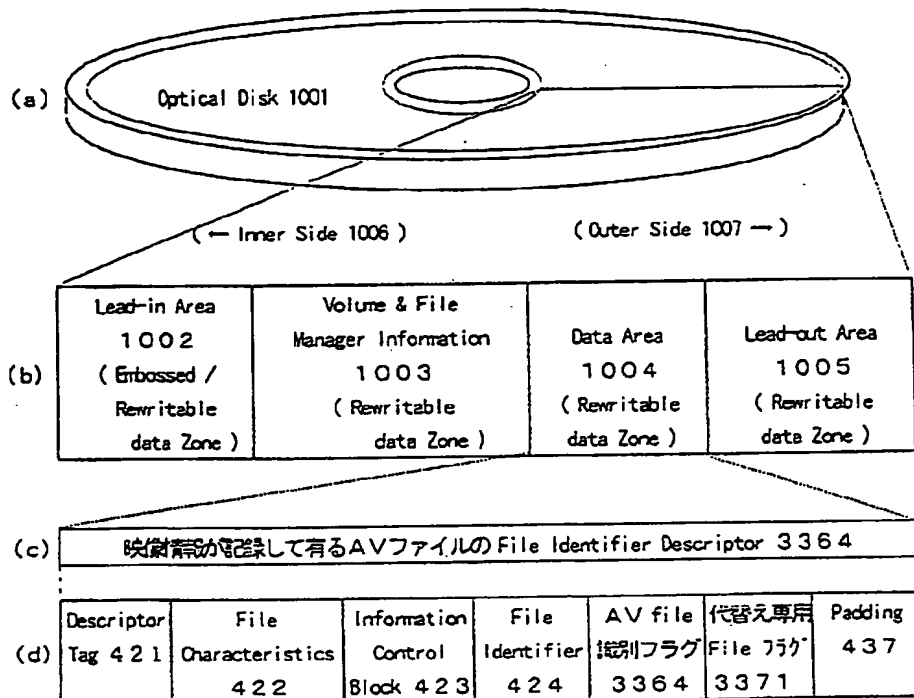 (a)
Optical Disk 1001
(← Inner Side 1006 )
(Outer Side 1007 →)
(b)
Lead-in Area
1002
( Embossed /
Rewritable
data Zone )
Volume & File
Manager Information
1003
( Rewritable
data Zone )
Data Area
1004
( Rewritable
data Zone )
Lead-out Area
1005
( Rewritable
data Zone )
(c)
映像情報が記録して有るAVファイルの File Identifier Descriptor 3364
(d)
Descriptor
Tag 421
File
Characteristics
422
Information
Control
Block 423
File
Identifier
424
AV file
識別フラグ
3364
代替え専用
File フラグ
3371
Padding
437